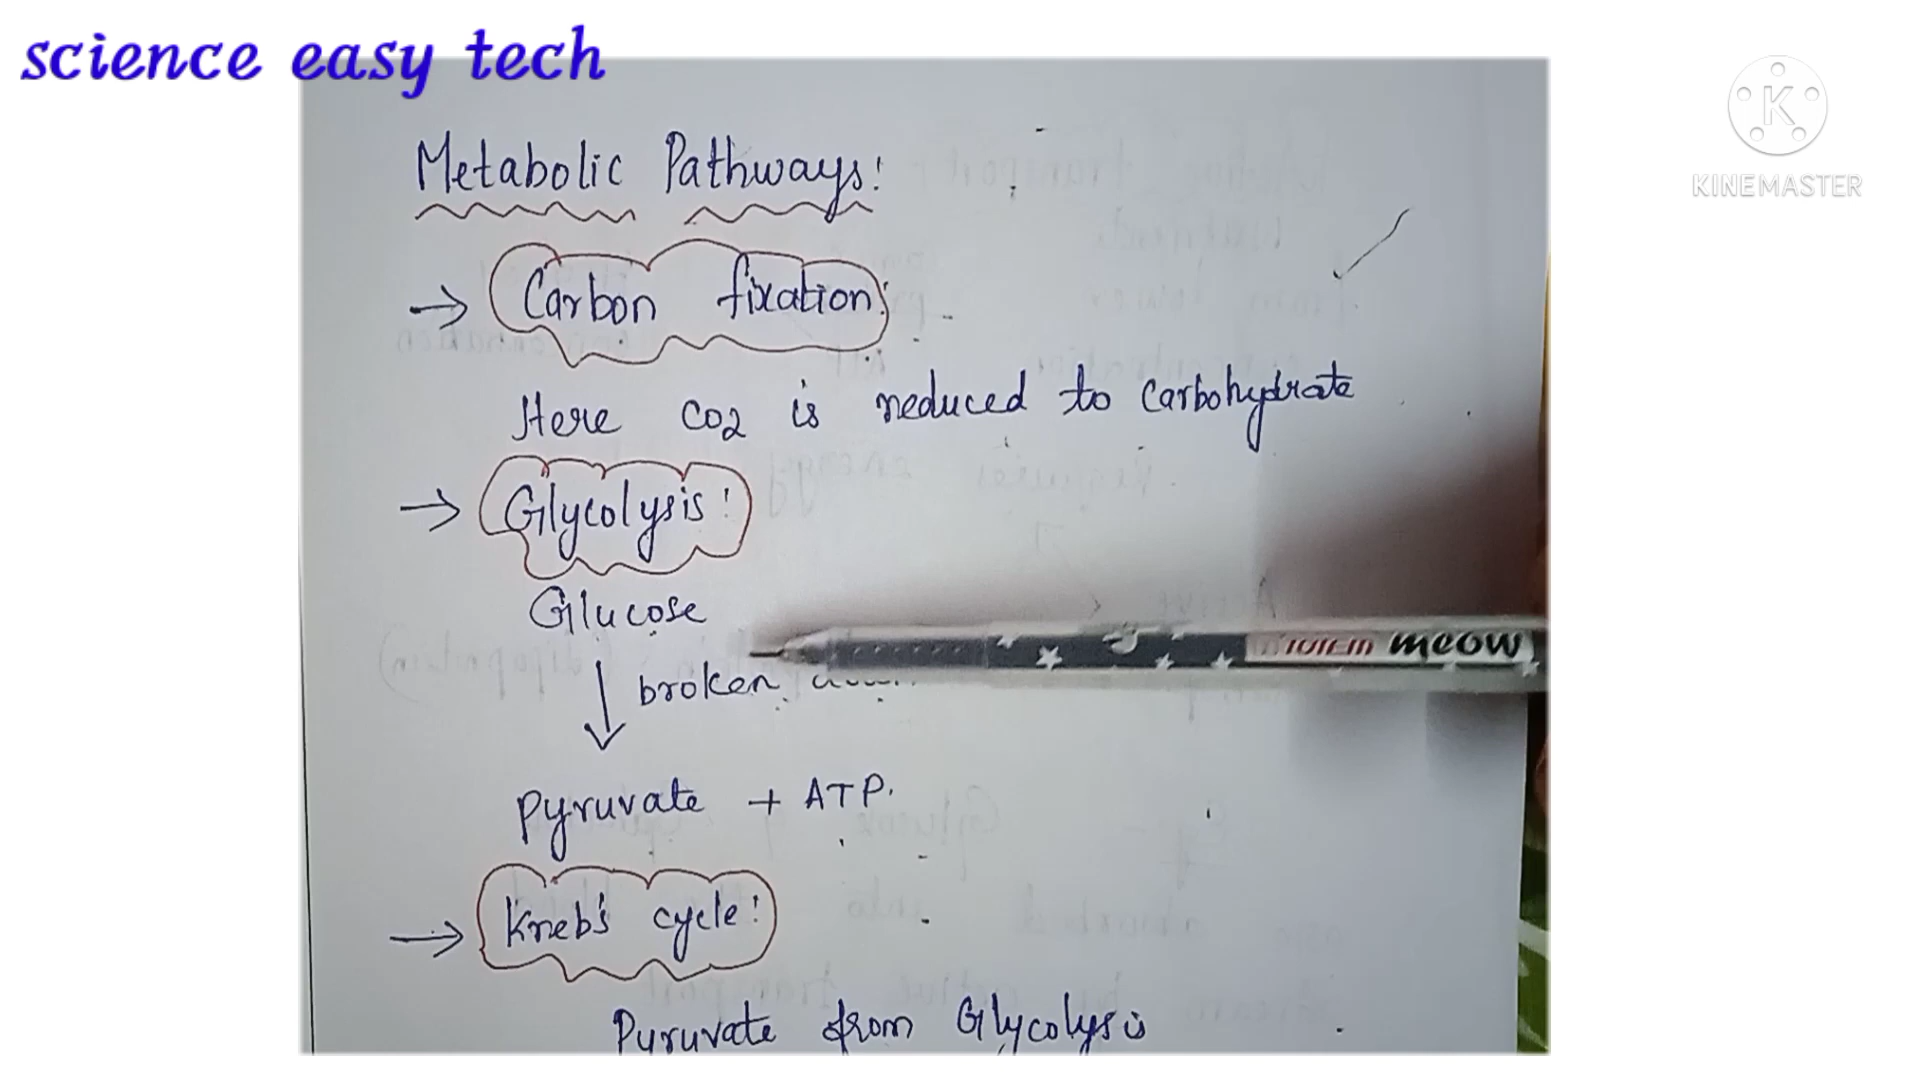 science easy tech
KINEMASTER
Metabolic Pathways:
→ Carbon fixation:
Here CO2 is reduced to Carbohydrate
→ Glycolysis:
Glucose
↓ broken
meow
Pyruvate + ATP.
→ Kreb's cycle:
Pyruvate from Glycolysis